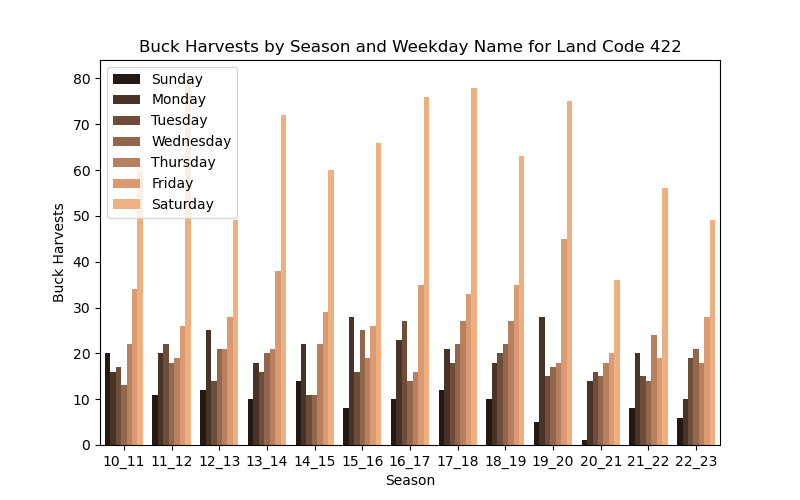 Buck Harvests by Season and Weekday Name for Land Code 422
Sunday
Monday
Tuesday
Wednesday
Thursday
Friday
Saturday
80
70
60
50
40
30
20
10
0
Buck Harvests
10_11 11_12 12_13 13_14 14_15 15_16 16_17 17_18 18_19 19_20 20_21 21_22 22_23
Season